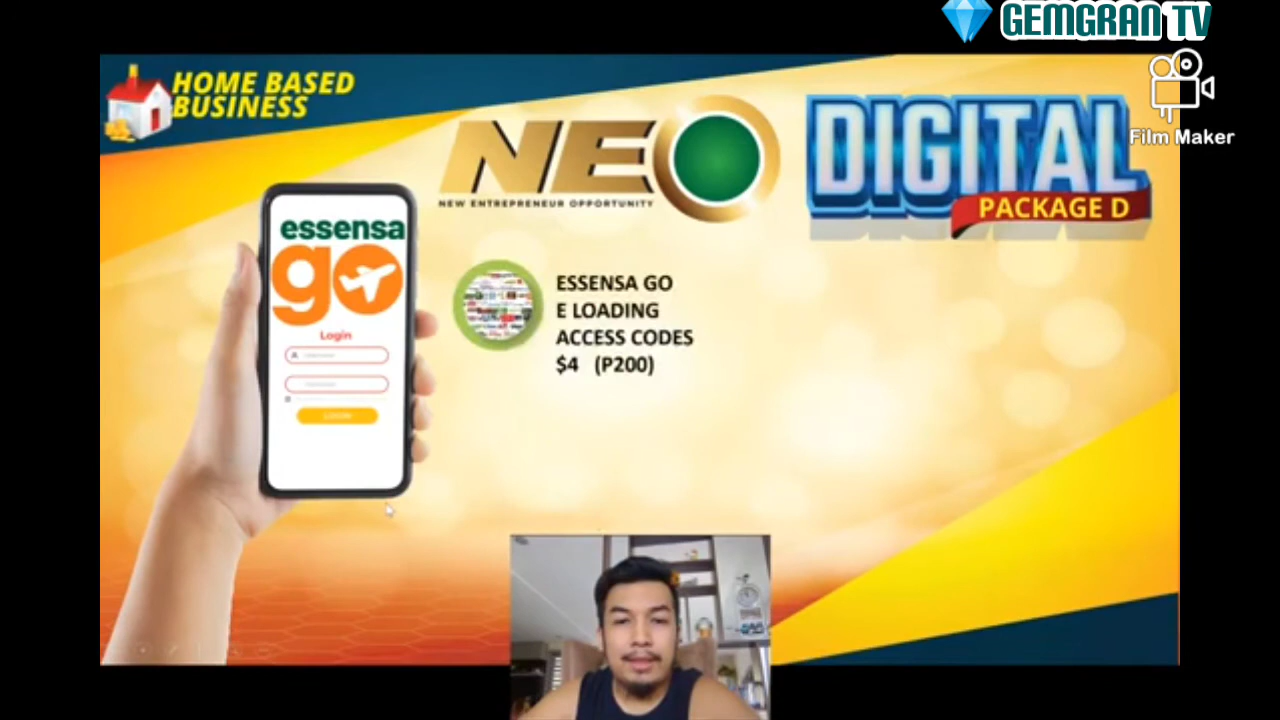 GEMGRAN TV
HOME BASED
BUSINESS
Film Maker
NEO
NEW ENTREPRENEUR OPPORTUNITY
DIGITAL
PACKAGE D
essensa
go
Login
ESSENSA GO
E LOADING
ACCESS CODES
$4 (P200)